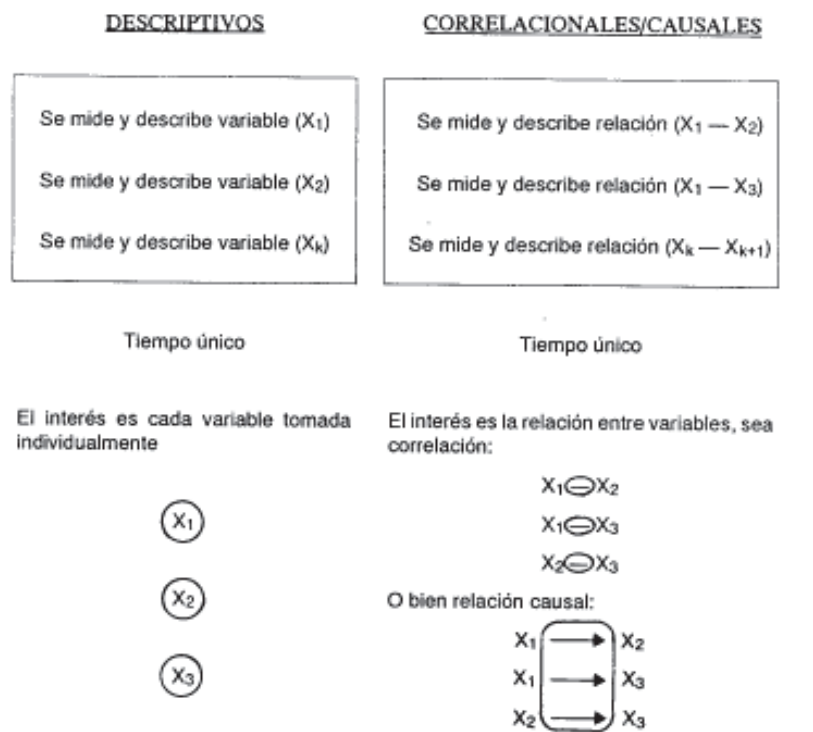 DESCRIPTIVOS
Se mide y describe variable (X₁)
Se mide y describe variable (X₂)
Se mide y describe variable (Xₖ)
Tiempo único
El interés es cada variable tomada
individualmente
X₁
X₂
X₃
CORRELACIONALES/CAUSALES
Se mide y describe relación (X₁ — X₂)
Se mide y describe relación (X₁ — X₃)
Se mide y describe relación (Xₖ — Xₖ₊₁)
Tiempo único
El interés es la relación entre variables, sea
correlación:
X₁ — X₂
X₁ — X₃
X₂ — X₃
O bien relación causal:
X₁ → X₂
X₁ → X₃
X₂ → X₃